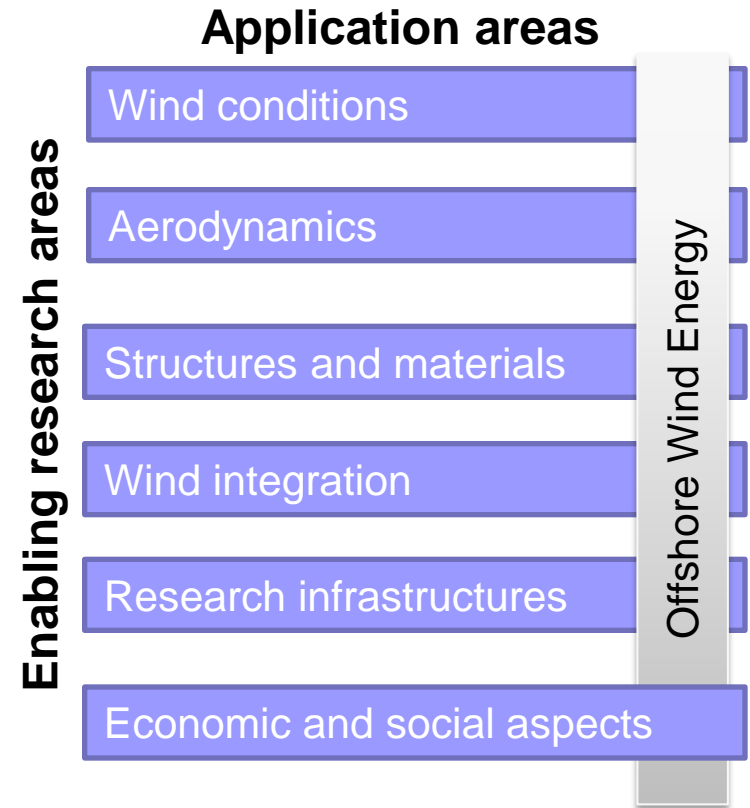 Application areas
Enabling research areas
Wind conditions
Aerodynamics
Structures and materials
Wind integration
Research infrastructures
Economic and social aspects
Offshore Wind Energy